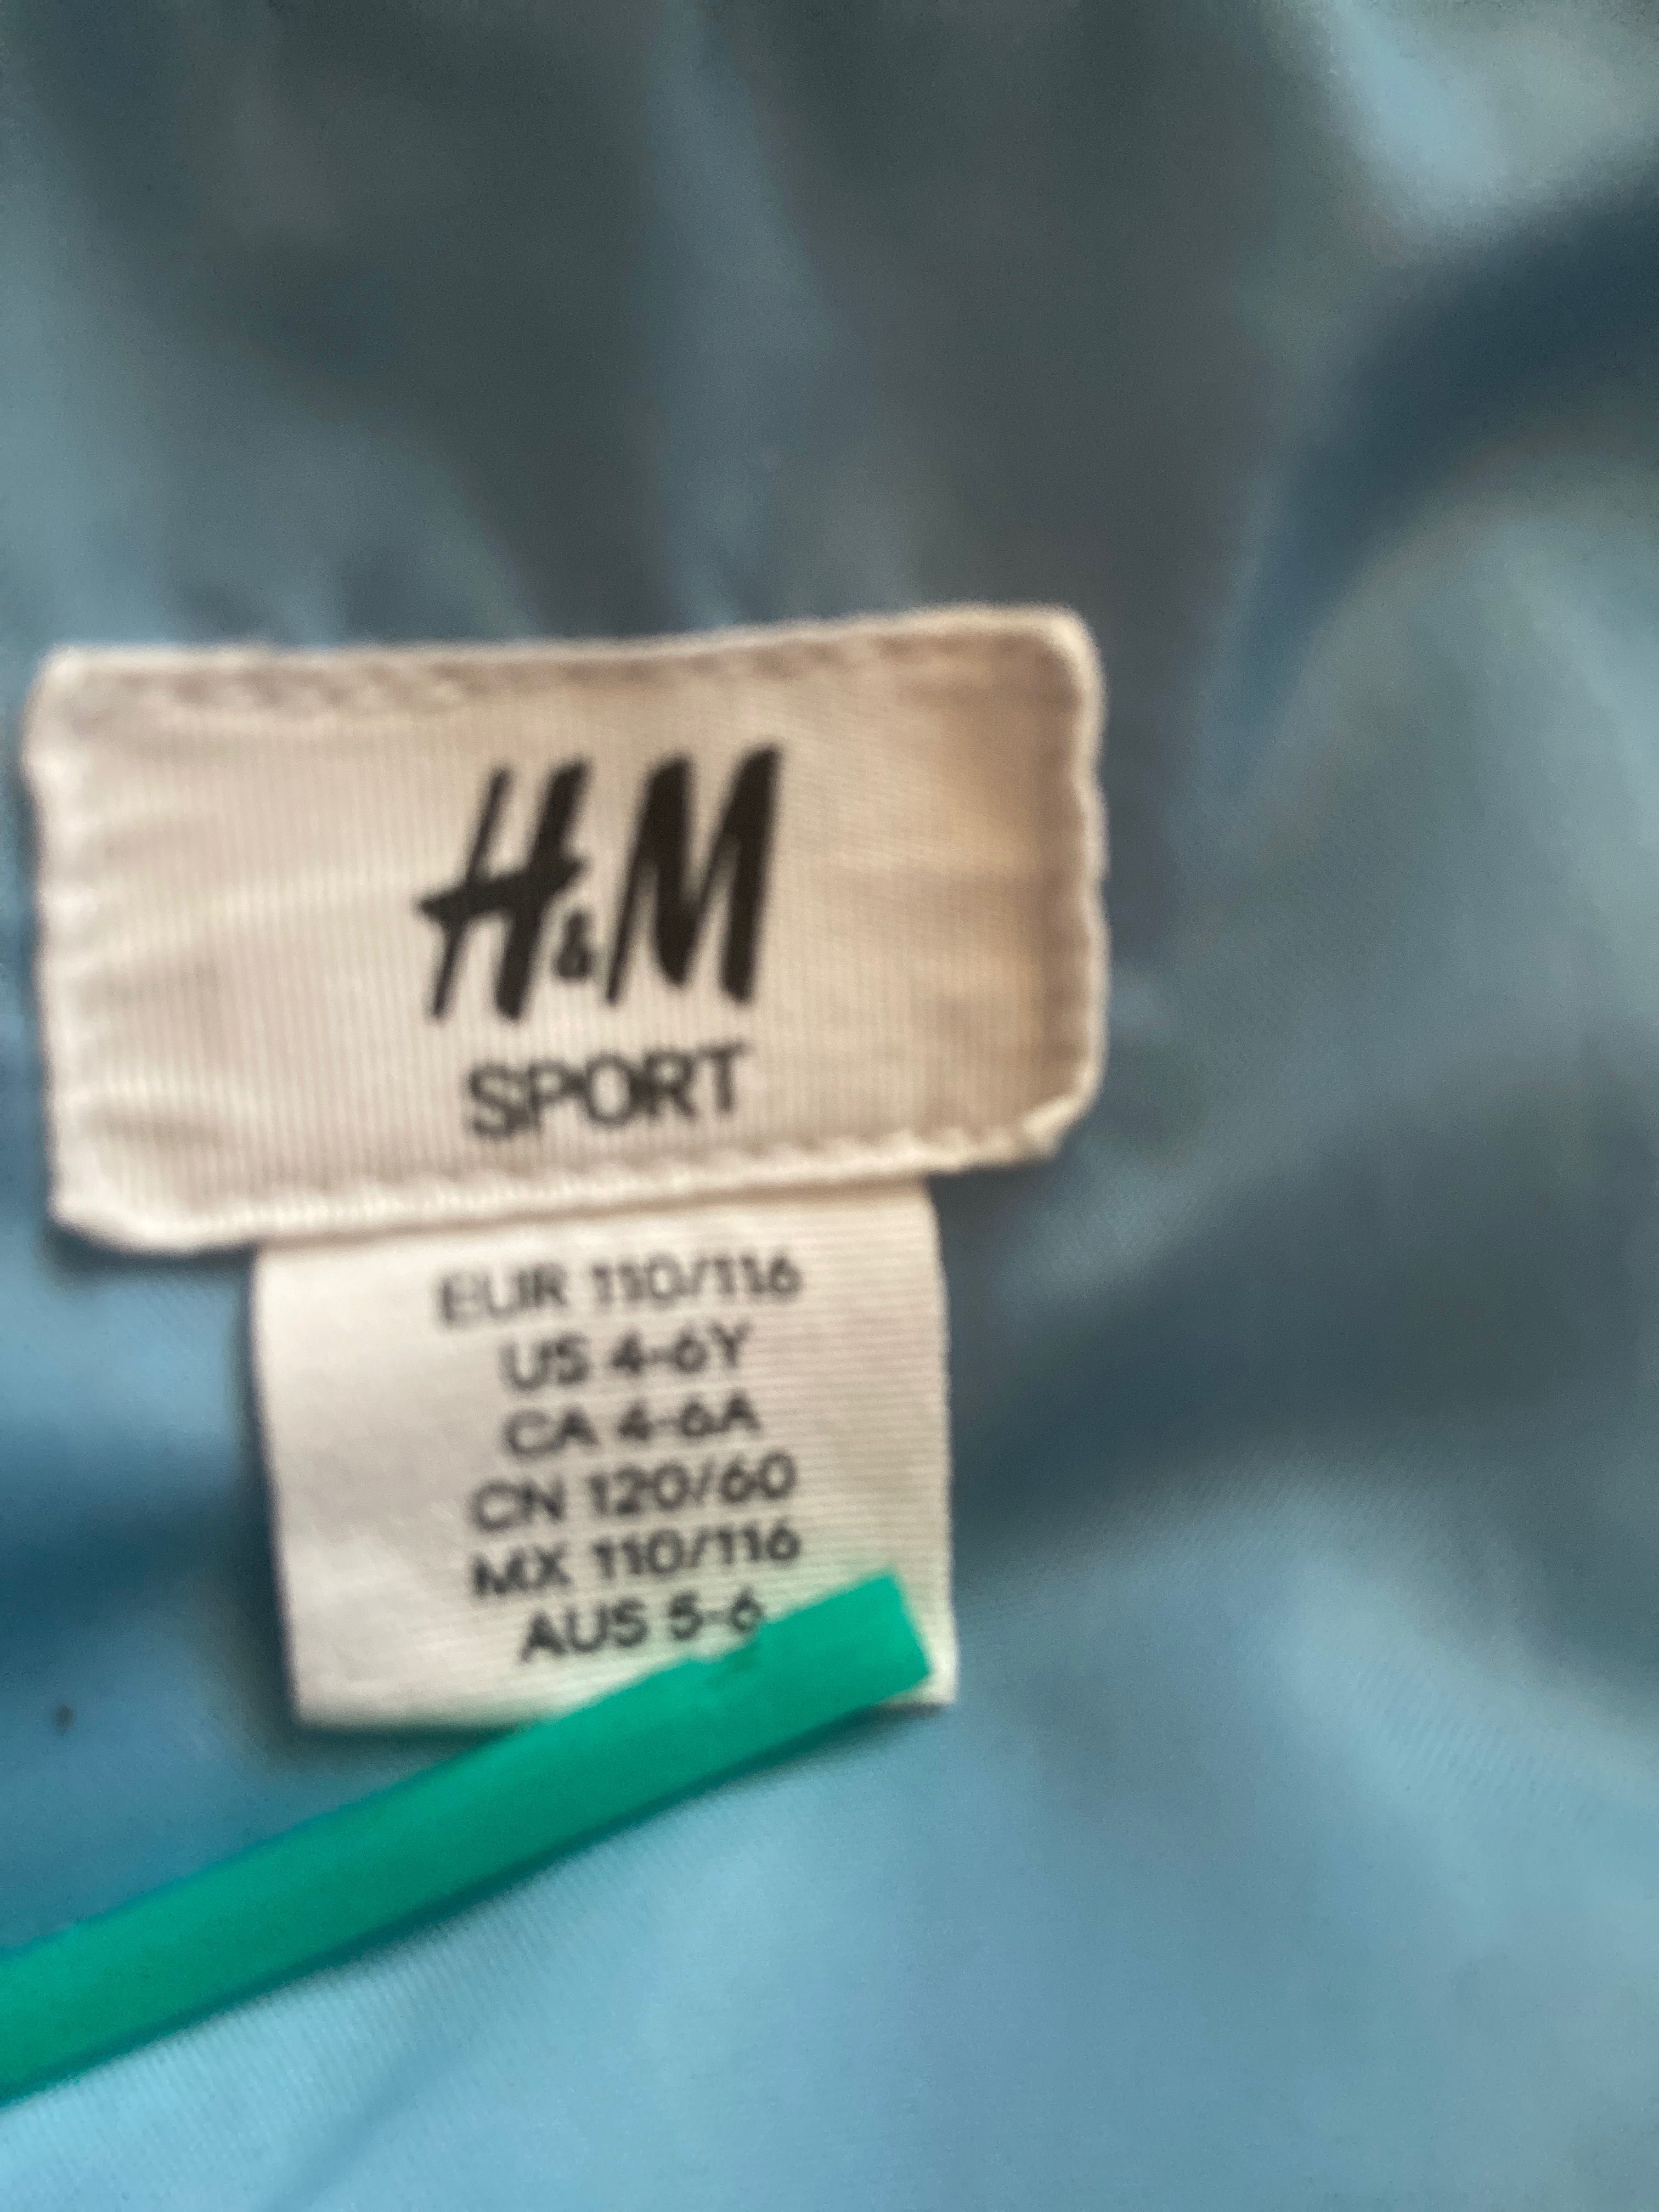 H&M
SPORT
EUR 110/116
US 4-6Y
CA 4-6A
CN 120/60
MX 110/116
AUS 5-6